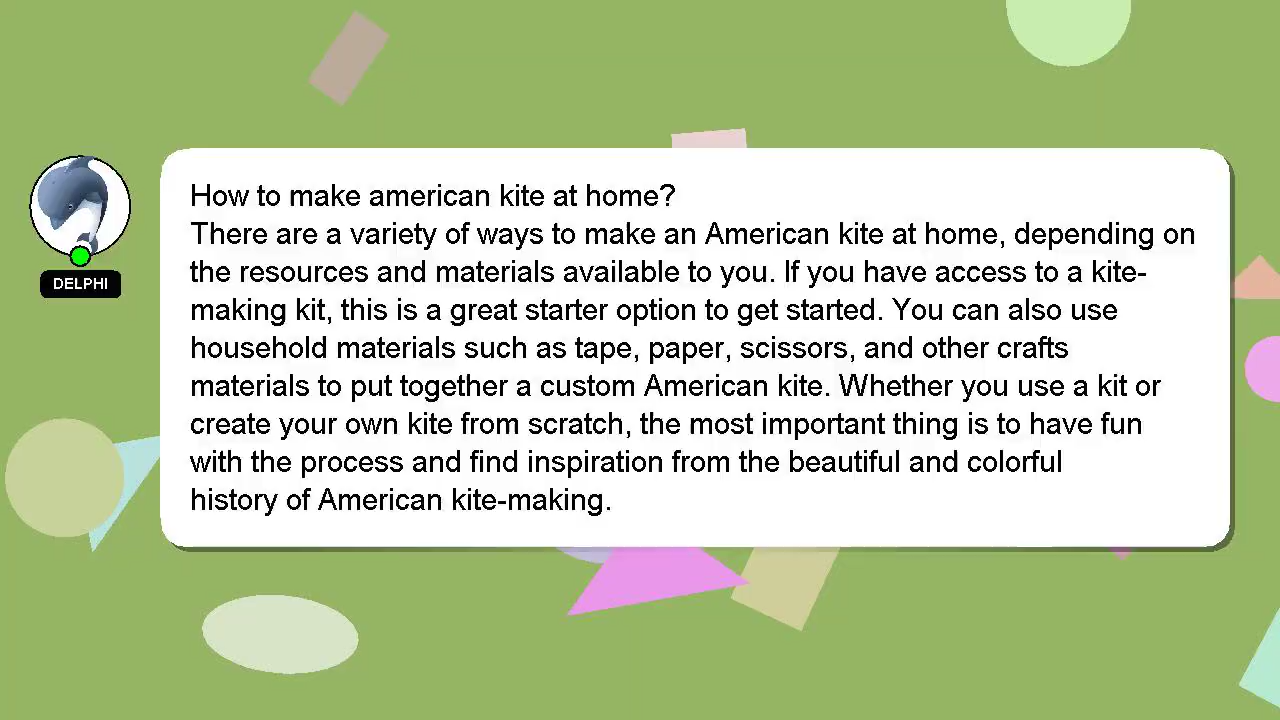 How to make american kite at home?
There are a variety of ways to make an American kite at home, depending on
the resources and materials available to you. If you have access to a kite-
making kit, this is a great starter option to get started. You can also use
household materials such as tape, paper, scissors, and other crafts
materials to put together a custom American kite. Whether you use a kit or
create your own kite from scratch, the most important thing is to have fun
with the process and find inspiration from the beautiful and colorful
history of American kite-making.
DELPHI